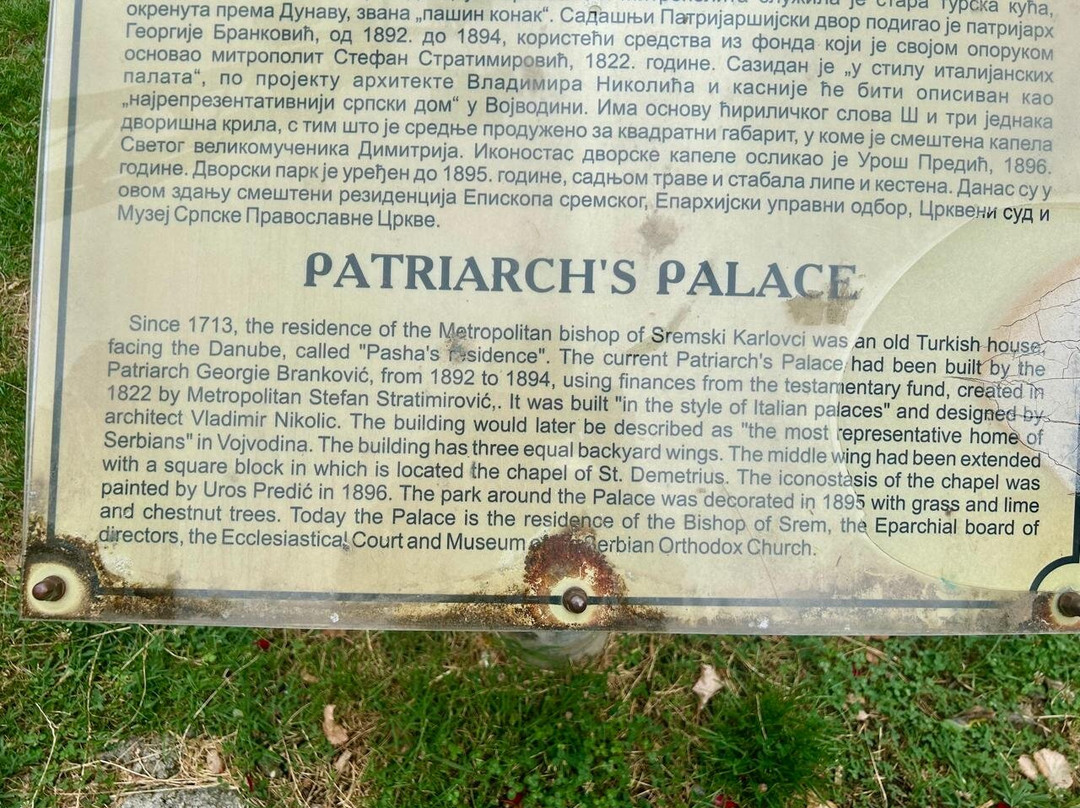 служила је стара турска кућа,
окренута према Дунаву, звана „пашин конак“. Садашњи Патријаршијски двор подигао је патријарх
Георгије Бранковић, од 1892. до 1894, користећи средства из фонда који је својом опоруком
основао митрополит Стефан Стратимировић, 1822. године. Сазидан је „у стилу италијанских
палата“, по пројекту архитекте Владимира Николића и касније ће бити описиван као
„најрепрезентативнији српски дом“ у Војводини. Има основу ћириличког слова Ш и три једнака
дворишна крила, с тим што је средње продужено за квадратни габарит, у коме је смештена капела
Светог великомученика Димитрија. Иконостас дворске капеле осликао је Урош Предић, 1896.
године. Дворски парк је уређен до 1895. године, садњом траве и стабала липе и кестена. Данас су у
овом здању смештени резиденција Епископа сремског, Епархијски управни одбор, Црквени суд и
Музеј Српске Православне Цркве.
PATRIARCH'S PALACE
Since 1713, the residence of the Metropolitan bishop of Sremski Karlovci was an old Turkish house,
facing the Danube, called "Pasha's residence". The current Patriarch's Palace had been built by the
Patriarch Georgie Branković, from 1892 to 1894, using finances from the testamentary fund, created in
1822 by Metropolitan Stefan Stratimirović,. It was built "in the style of Italian palaces" and designed by
architect Vladimir Nikolic. The building would later be described as "the most representative home of
Serbians" in Vojvodina. The building has three equal backyard wings. The middle wing had been extended
with a square block in which is located the chapel of St. Demetrius. The iconostasis of the chapel was
painted by Uros Predić in 1896. The park around the Palace was decorated in 1895 with grass and lime
and chestnut trees. Today the Palace is the residence of the Bishop of Srem, the Eparchial board of
directors, the Ecclesiastical Court and Museum Serbian Orthodox Church.